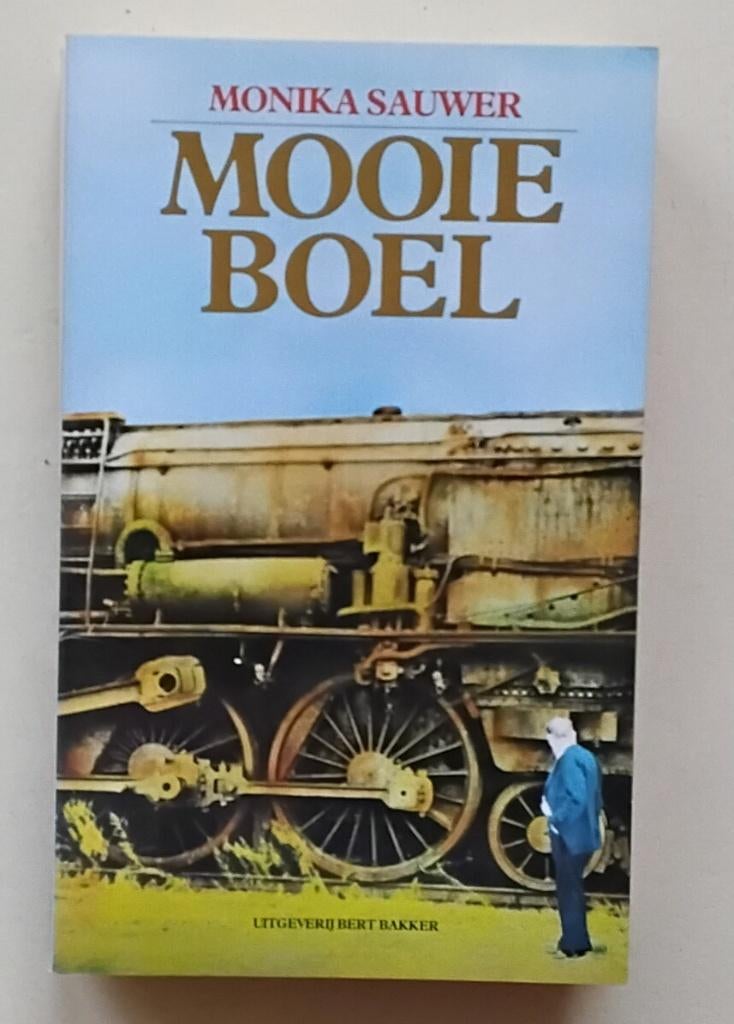 MONIKA SAUWER
MOOIE
BOEL
UITGEVERIJ BERT BAKKER